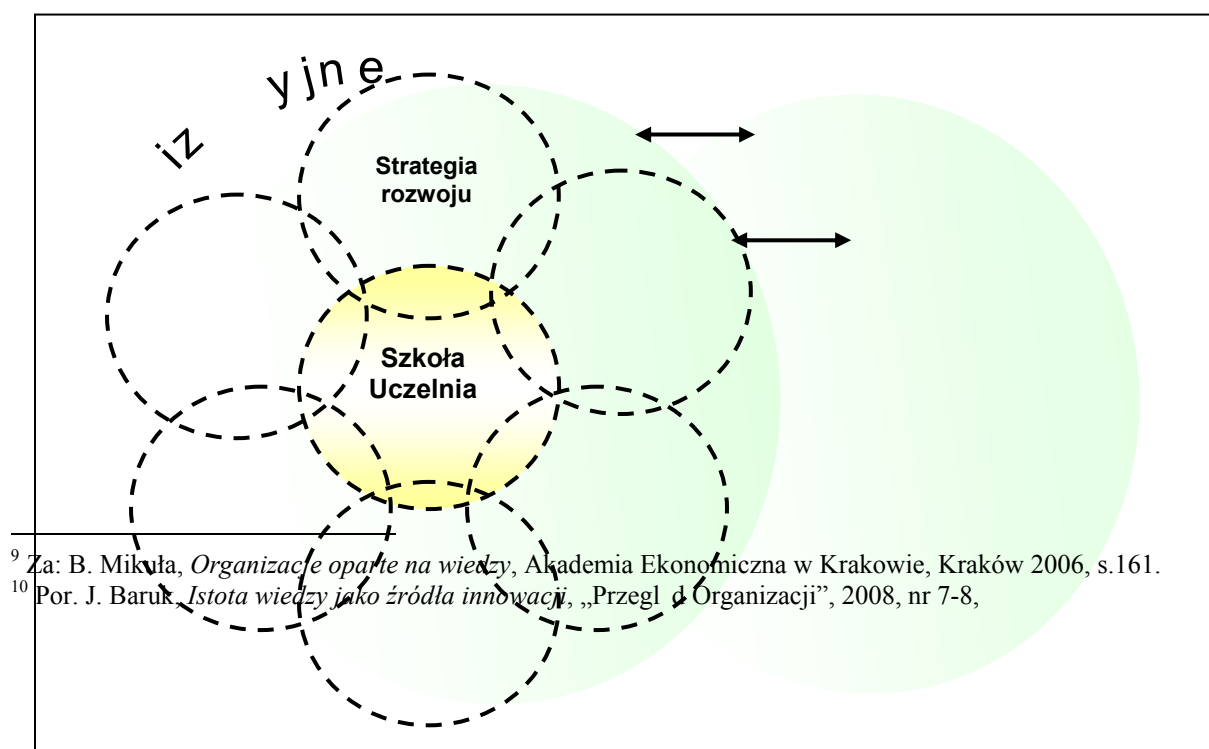 yjne
iz
Strategia
rozwoju
Szkoła
Uczelnia
⁹ Za: B. Mikuła, Organizacje oparte na wiedzy, Akademia Ekonomiczna w Krakowie, Kraków 2006, s.161.
¹⁰ Por. J. Baruk, Istota wiedzy jako źródła innowacji, „Przegl d Organizacji”, 2008, nr 7-8,